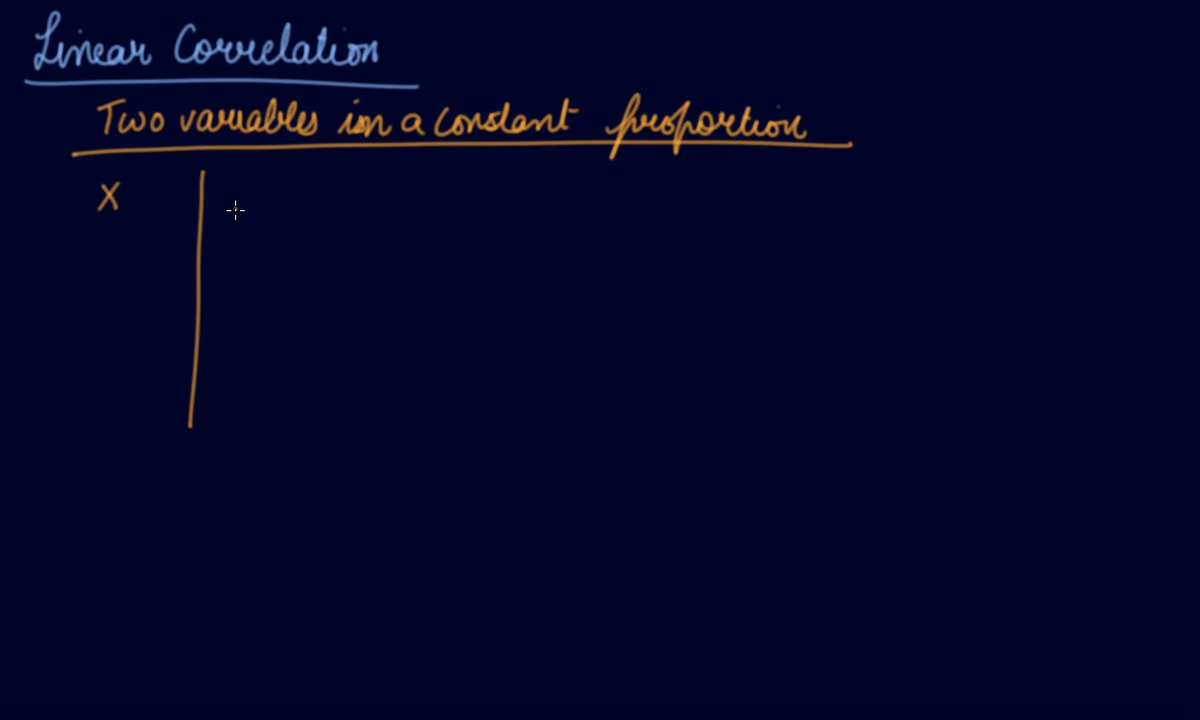 Linear Correlation
Two variables in a constant proportion
X